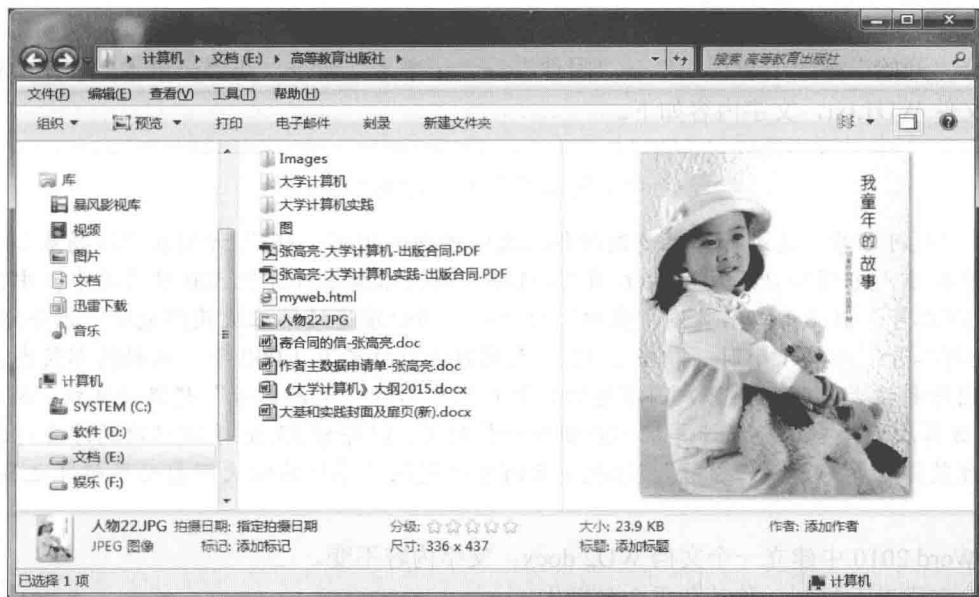 计算机 ▸ 文档 (E:) ▸ 高等教育出版社 ▸
搜索 高等教育出版社
文件(F) 编辑(E) 查看(V) 工具(T) 帮助(H)
组织 预览 打印 电子邮件 刻录 新建文件夹
库
暴风影视库
视频
图片
文档
迅雷下载
音乐
计算机
SYSTEM (C:)
软件 (D:)
文档 (E:)
娱乐 (F:)
Images
大学计算机
大学计算机实践
图
张高亮-大学计算机-出版合同.PDF
张高亮-大学计算机实践-出版合同.PDF
myweb.html
人物22.JPG
寄合同的信-张高亮.doc
作者主数据申请单-张高亮.doc
《大学计算机》大纲2015.docx
大基和实践封面及扉页(新).docx
我童年的故事
人物22.JPG 拍摄日期: 指定拍摄日期 分级: ☆☆☆☆☆ 大小: 23.9 KB 作者: 添加作者
JPEG 图像 标记: 添加标记 尺寸: 336 x 437 标题: 添加标题
已选择 1 项 计算机